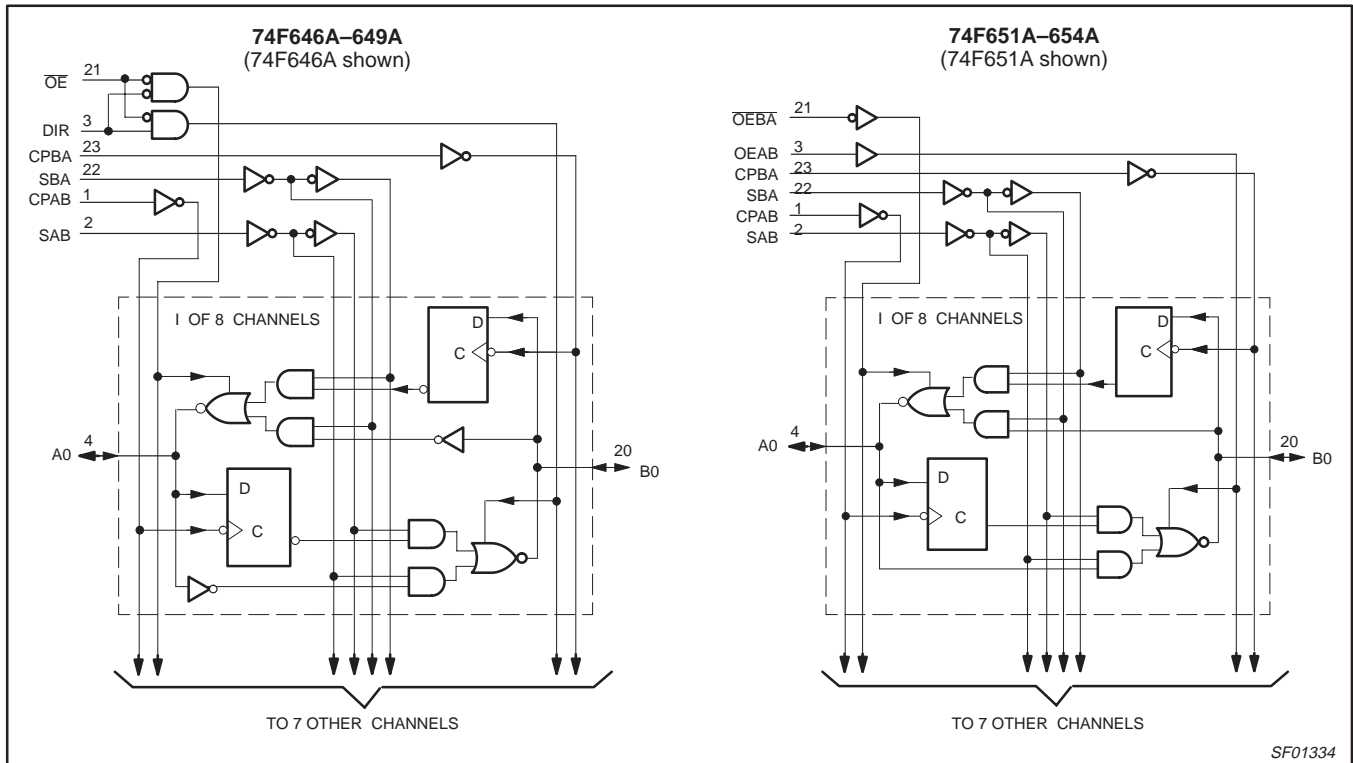 74F646A–649A
(74F646A shown)
OE 21
DIR 3
CPBA 23
SBA 22
CPAB 1
SAB 2
I OF 8 CHANNELS
D
C
A0 4
20 B0
D
C
TO 7 OTHER CHANNELS
74F651A–654A
(74F651A shown)
OEBA 21
OEAB 3
CPBA 23
SBA 22
CPAB 1
SAB 2
I OF 8 CHANNELS
D
C
A0 4
20 B0
D
C
TO 7 OTHER CHANNELS
SF01334